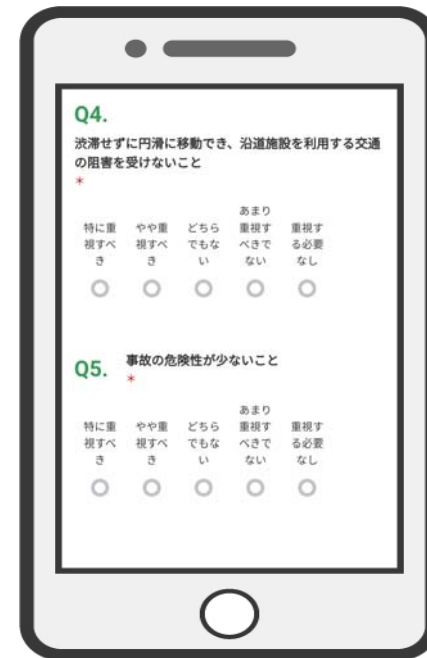 Q4.
渋滞せずに円滑に移動でき、沿道施設を利用する交通
の阻害を受けないこと
*
特に重視すべき
やや重視すべき
どちらでもない
あまり重視すべきでない
重視する必要なし
Q5.
事故の危険性が少ないこと
*
特に重視すべき
やや重視すべき
どちらでもない
あまり重視すべきでない
重視する必要なし